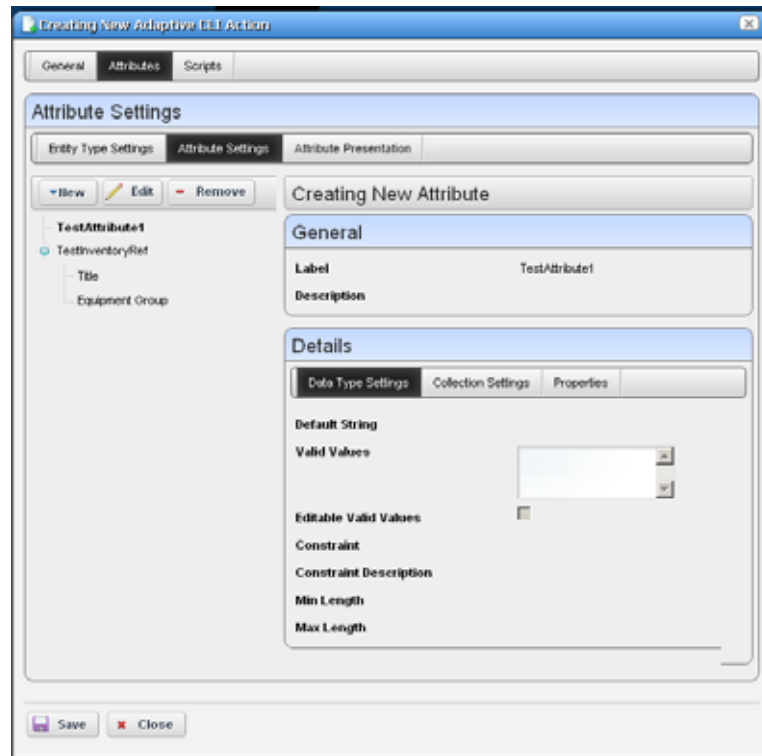 Creating New Adaptive CLI Action
General Attributes Scripts
Attribute Settings
Entity Type Settings Attribute Settings Attribute Presentation
New Edit Remove
Creating New Attribute
TestAttribute1
TestInventoryRef
Title
Equipment Group
General
Label TestAttribute1
Description
Details
Data Type Settings Collection Settings Properties
Default String
Valid Values
Editable Valid Values
Constraint
Constraint Description
Min Length
Max Length
Save Close